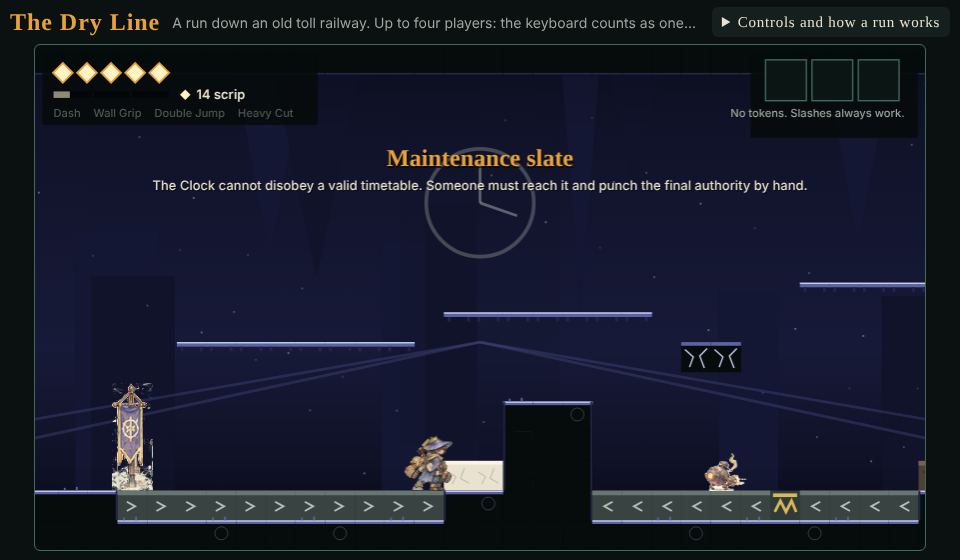 The Dry Line
A run down an old toll railway. Up to four players: the keyboard counts as one...
▶ Controls and how a run works
14 scrip
Dash Wall Grip Double Jump Heavy Cut
No tokens. Slashes always work.
Maintenance slate
The Clock cannot disobey a valid timetable. Someone must reach it and punch the final authority by hand.